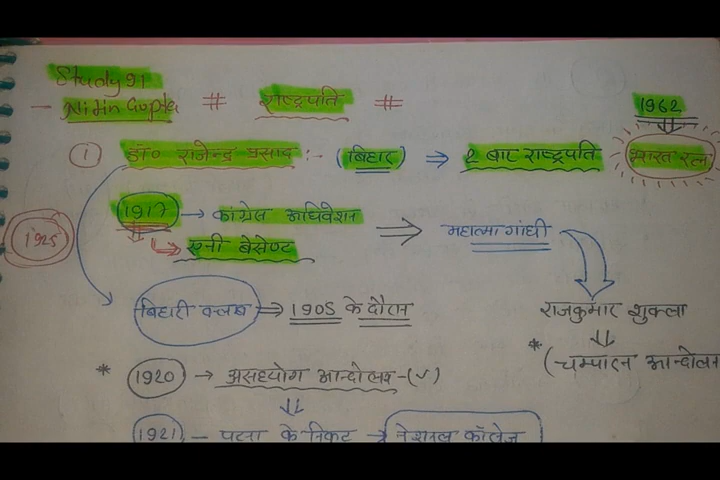 Study 91
- Nitin Gupta # राष्ट्रपति #
1962
① डॉ० राजेन्द्र प्रसाद :- (बिहार) ⇒ 2 बार राष्ट्रपति भारत रत्न
1917 → कांग्रेस अधिवेशन
1925 ↳ एनी बेसेण्ट ⇒ महात्मा गांधी
बिहारी क्लब ⇒ 1905 के दौरान राजकुमार शुक्ला
* (चम्पारन आन्दोलन
* 1920 → असहयोग आन्दोलन - (✓)
1921 - पटना के निकट → नेशनल कॉलेज